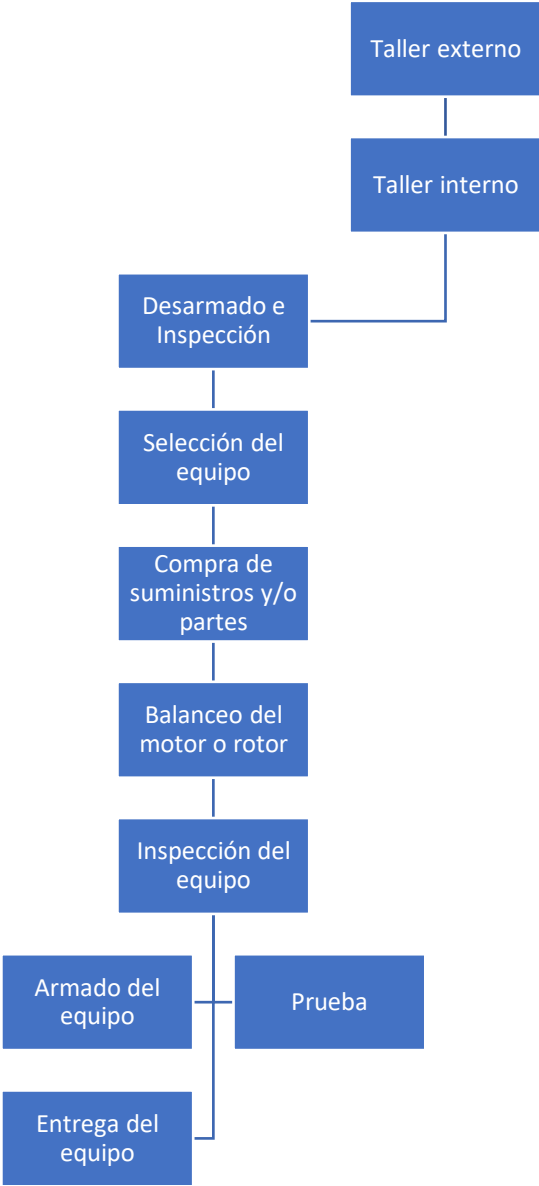 Taller externo
Taller interno
Desarmado e
Inspección
Selección del
equipo
Compra de
suministros y/o
partes
Balanceo del
motor o rotor
Inspección del
equipo
Armado del
equipo
Prueba
Entrega del
equipo